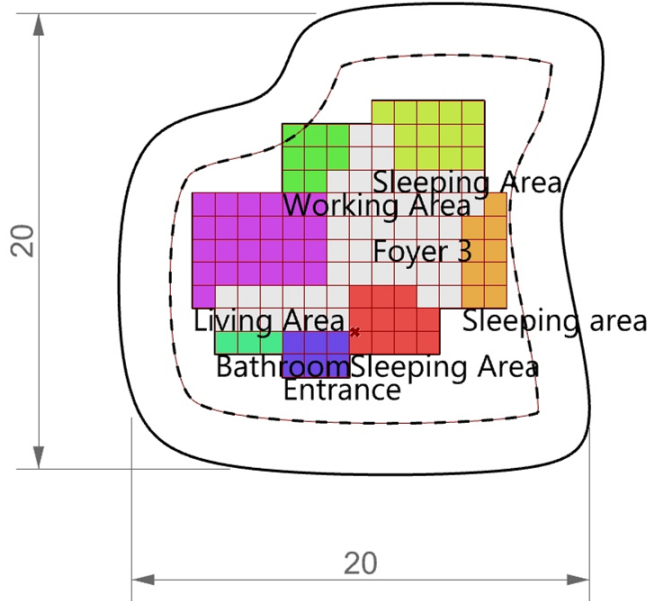 Sleeping Area
Working Area
20
Foyer 3
Living Area
Sleeping area
Bathroom
Sleeping Area
Entrance
20